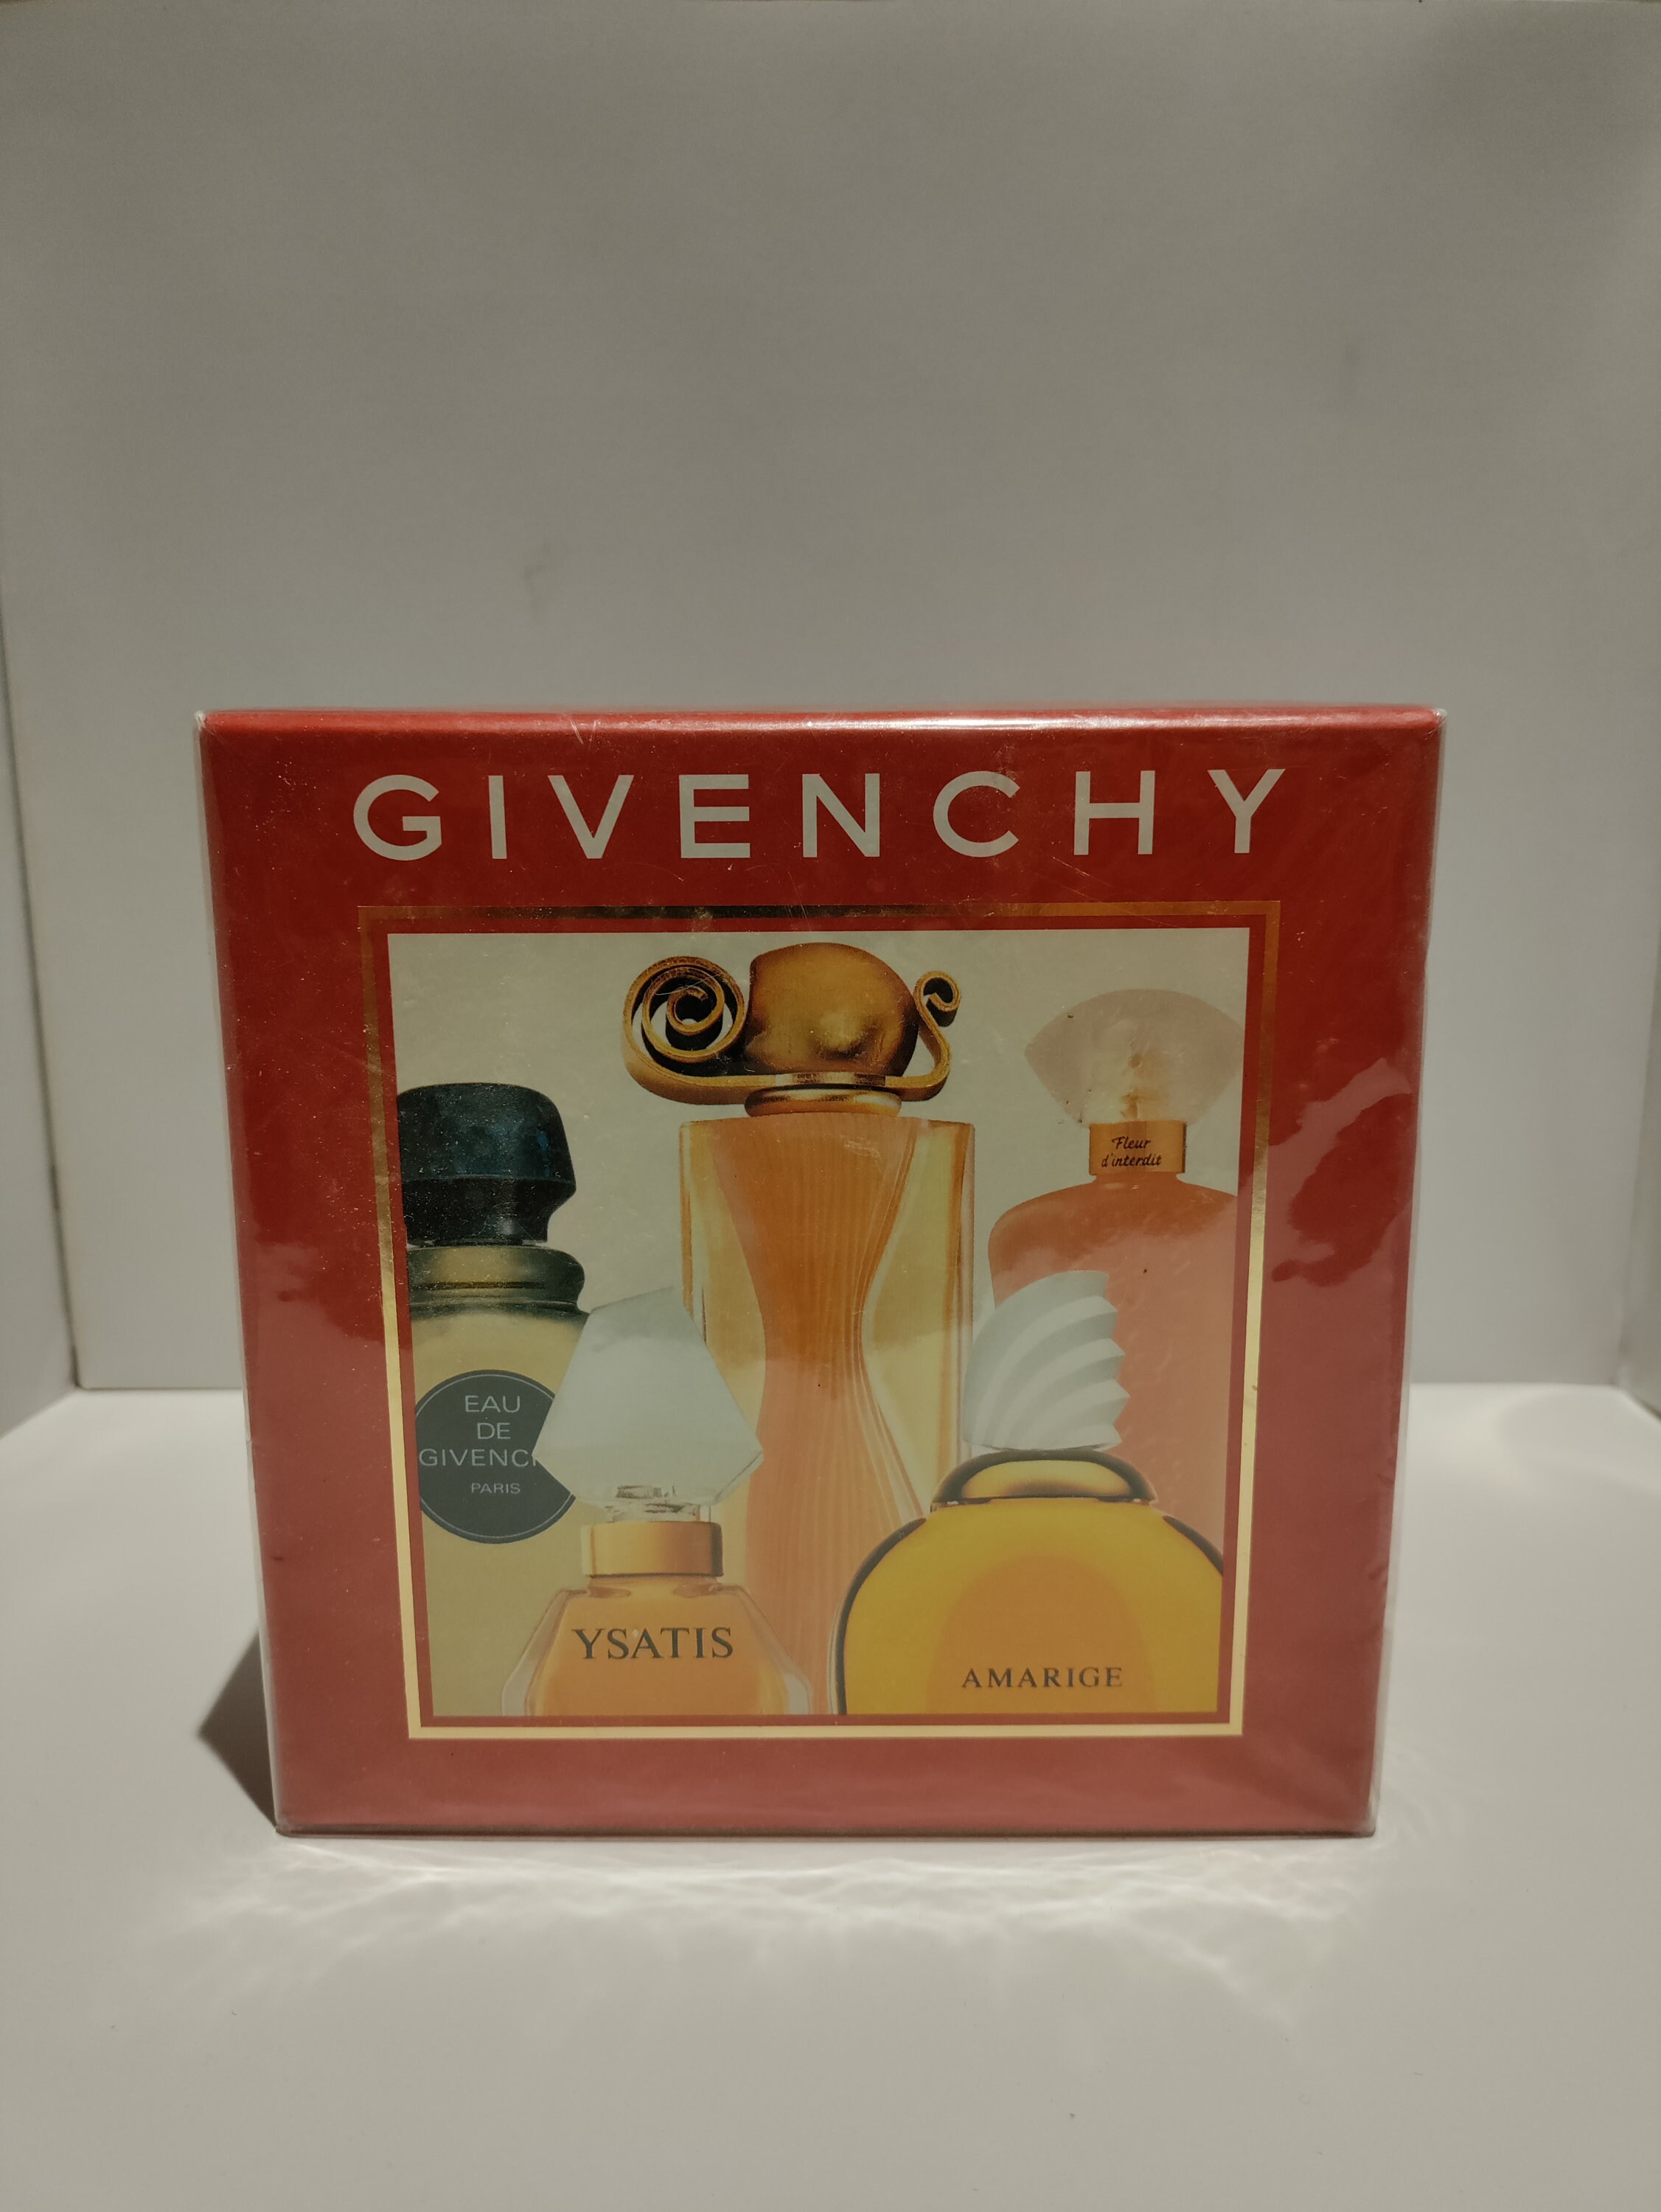 GIVENCHY
Fleur
d'interdit
EAU
DE
GIVENCH
PARIS
YSATIS
AMARIGE